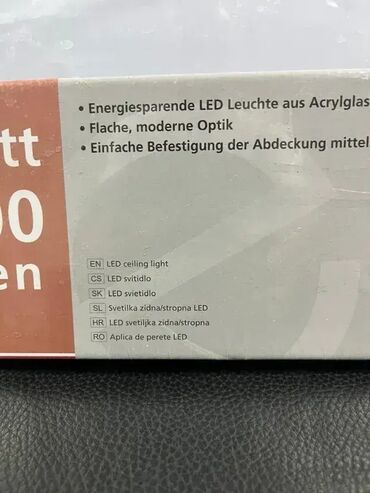 • Energiesparende LED Leuchte aus Acrylglas
• Flache, moderne Optik
• Einfache Befestigung der Abdeckung mittel
tt
00
en
EN LED ceiling light
CS LED svítidlo
SK LED svietidlo
SL Svetilka zidna/stropna LED
HR LED svetiljka zidna/stropna
RO Aplica de perete LED